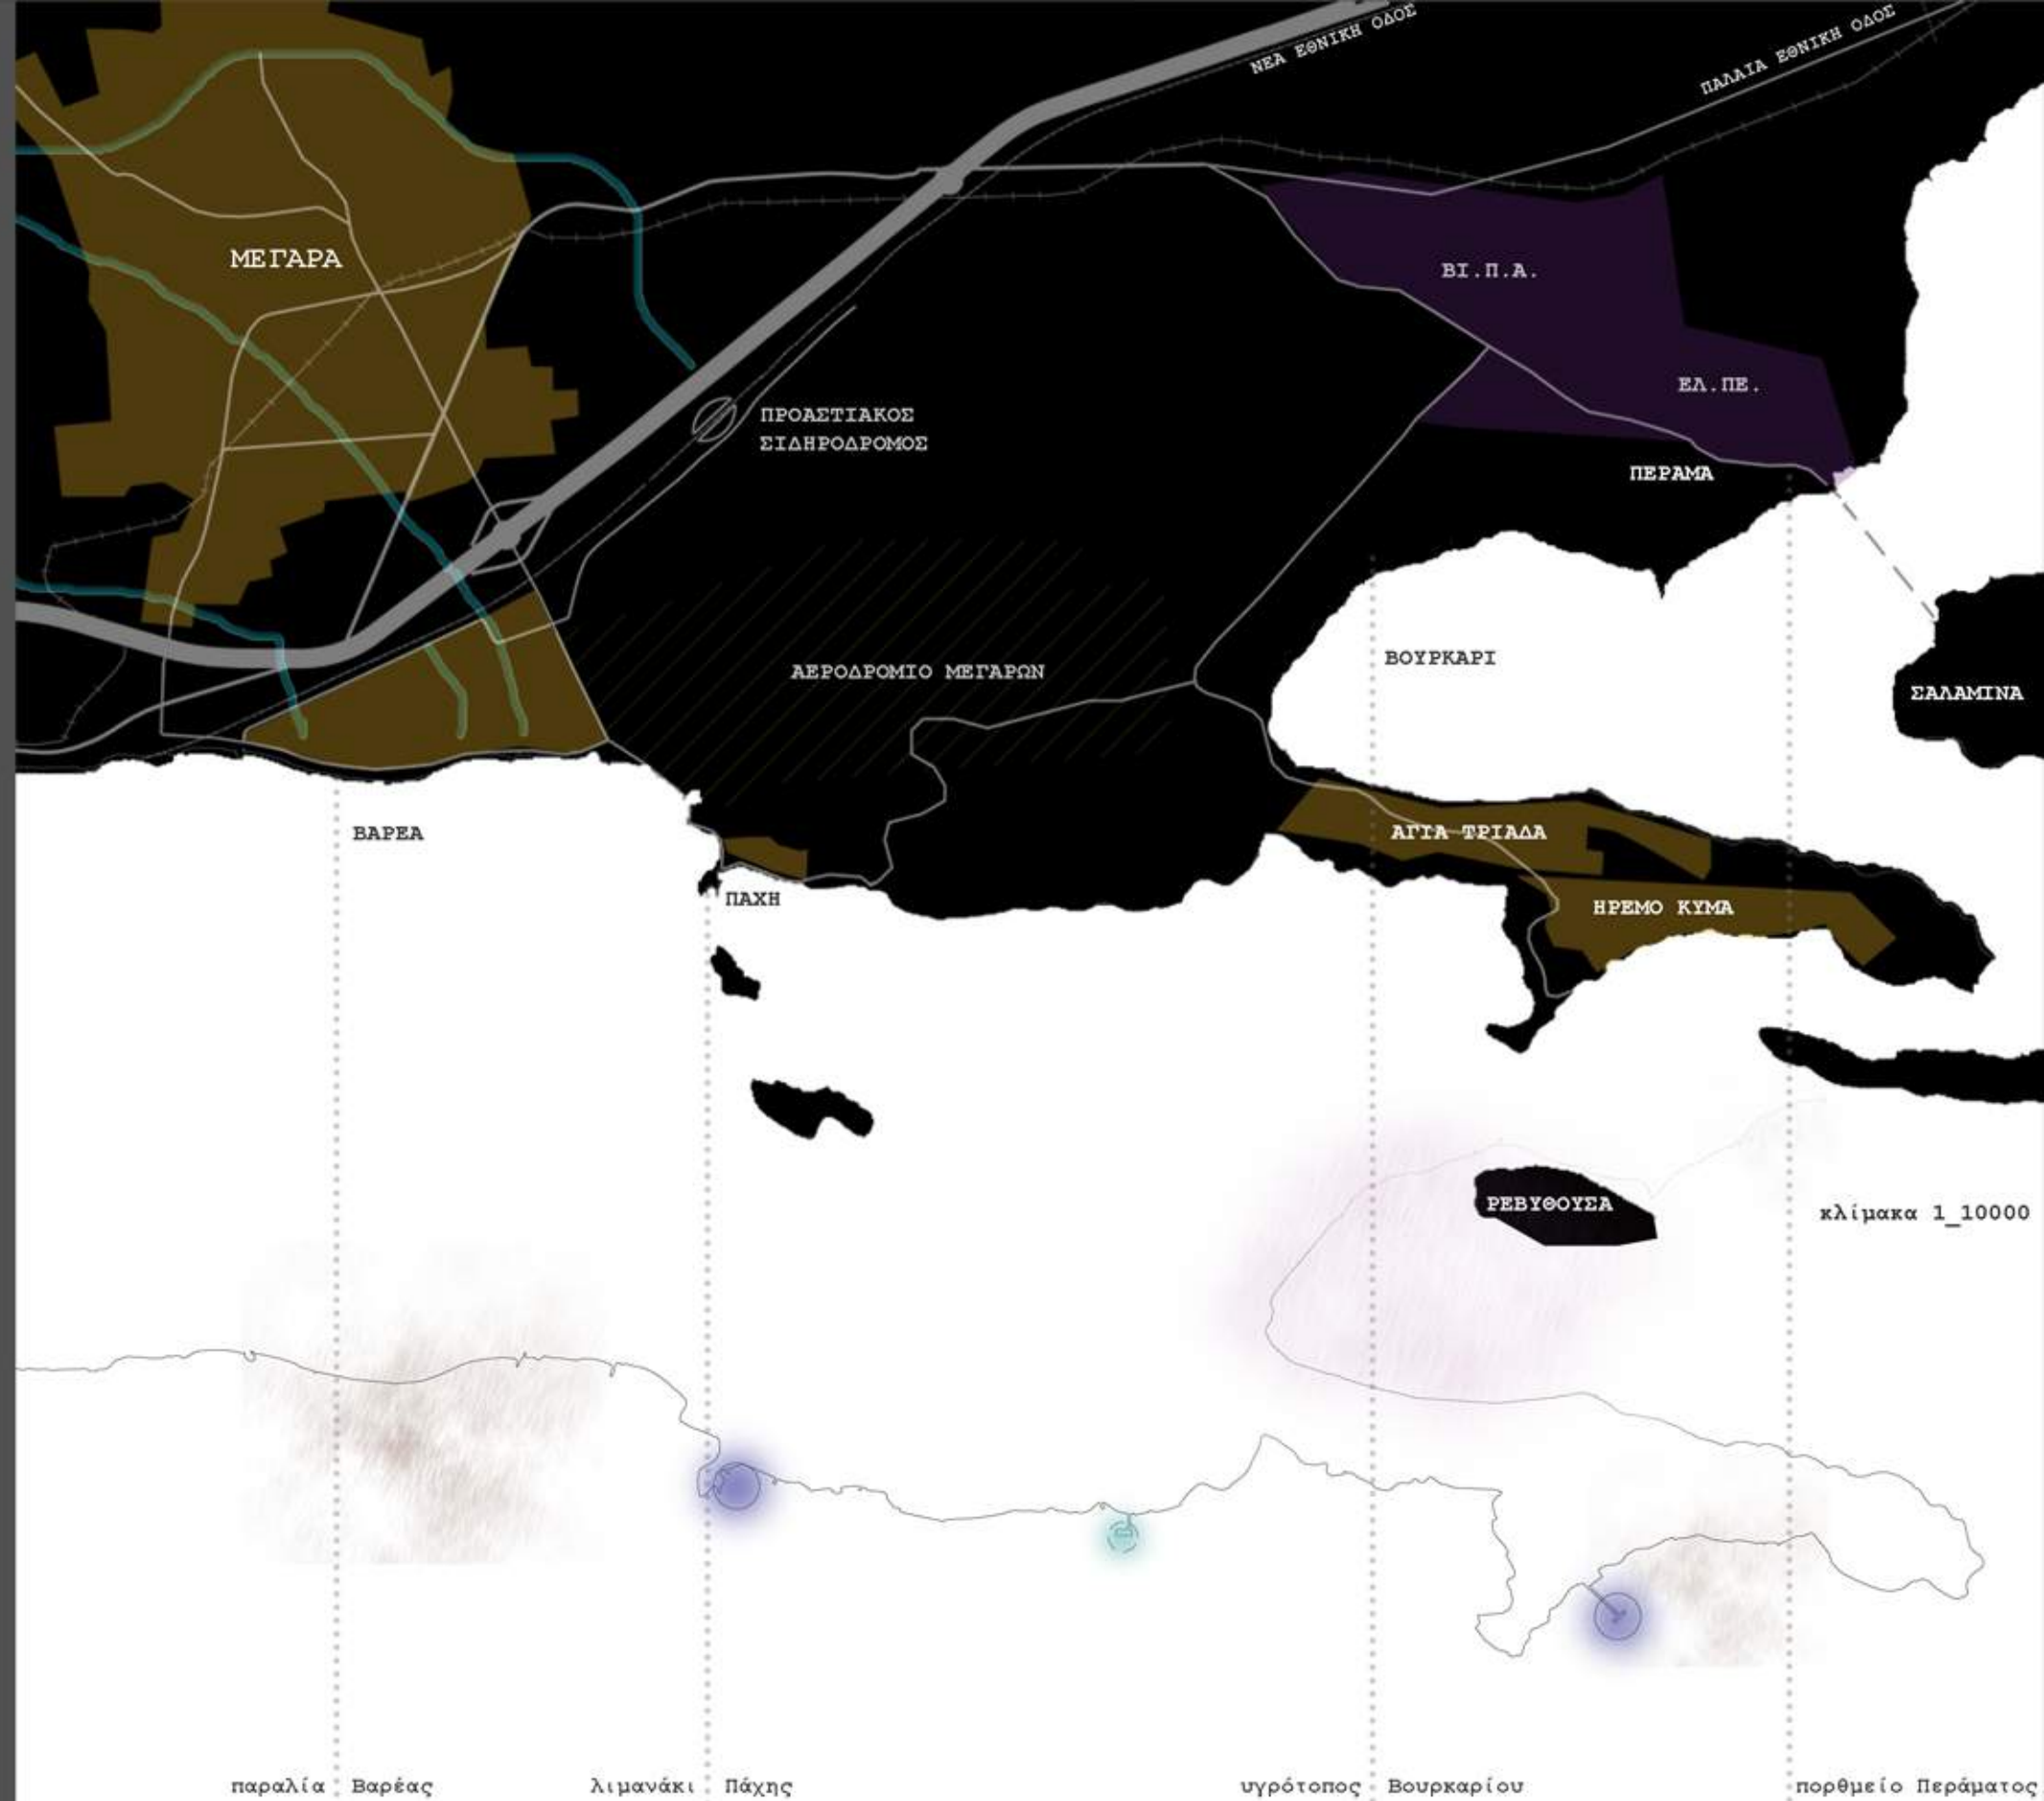 ΝΕΑ ΕΘΝΙΚΗ ΟΔΟΣ
ΠΑΛΑΙΑ ΕΘΝΙΚΗ ΟΔΟΣ
ΜΕΓΑΡΑ
ΒΙ.Π.Α.
ΕΛ.ΠΕ.
ΠΡΟΑΣΤΙΑΚΟΣ
ΣΙΔΗΡΟΔΡΟΜΟΣ
ΠΕΡΑΜΑ
ΒΟΥΡΚΑΡΙ
ΑΕΡΟΔΡΟΜΙΟ ΜΕΓΑΡΩΝ
ΣΑΛΑΜΙΝΑ
ΒΑΡΕΑ
ΑΓΙΑ ΤΡΙΑΔΑ
ΠΑΧΗ
ΗΡΕΜΟ ΚΥΜΑ
ΡΕΒΥΘΟΥΣΑ
κλίμακα 1_10000
παραλία Βαρέας
λιμανάκι Πάχης
υγρότοπος Βουρκαρίου
πορθμείο Περάματος